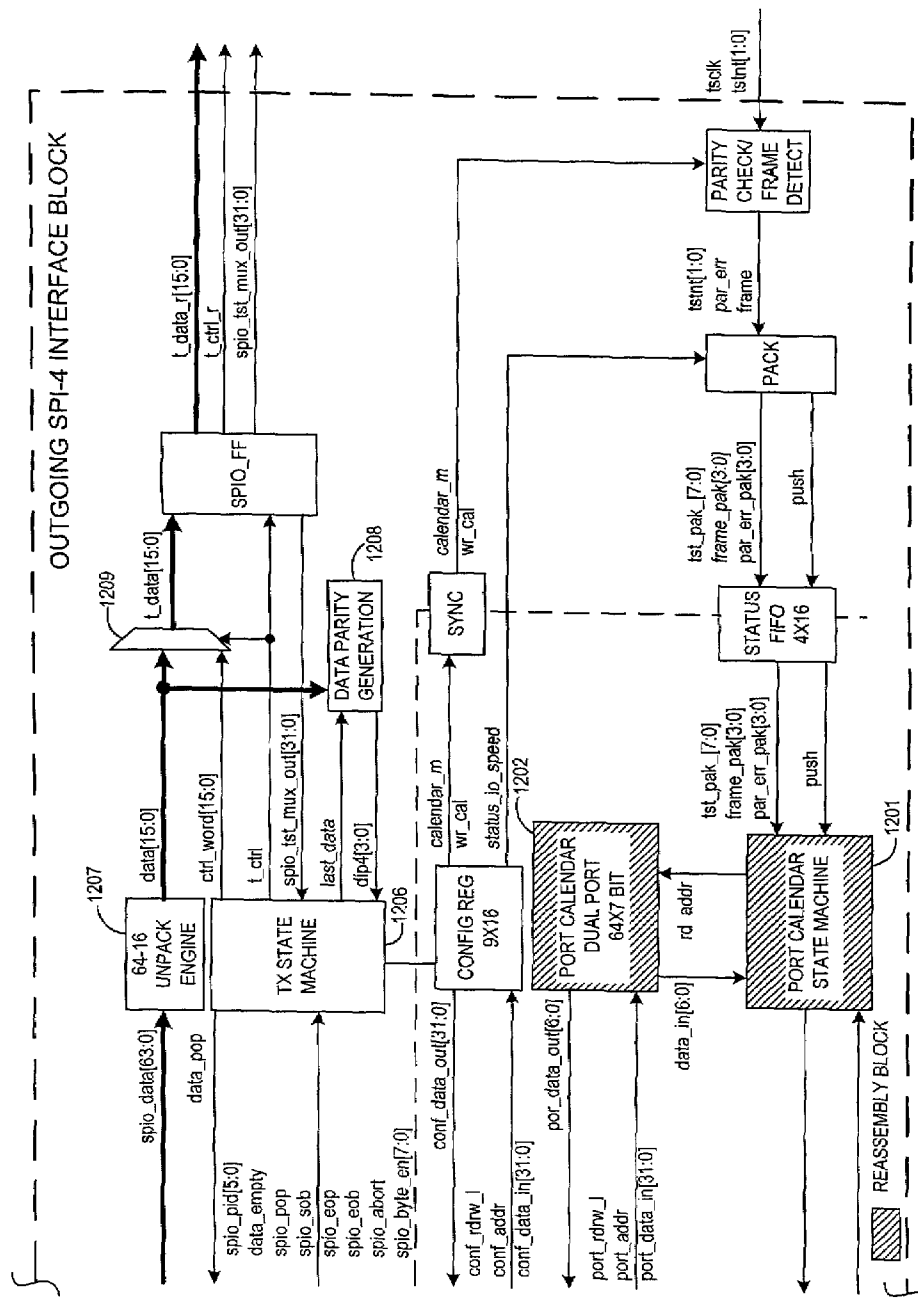 OUTGOING SPI-4 INTERFACE BLOCK
spio_data[63:0]
1207
64-16
UNPACK
ENGINE
data[15:0]
1209
t_data[15:0]
t_data_r[15:0]
t_ctrl_r
spio_tst_mux_out[31:0]
SPIO_FF
data_pop
ctrl_word[15:0]
t_ctrl
spio_tst_mux_out[31:0]
spio_pid[5:0]
data_empty
spio_pop
spio_sob
spio_eop
spio_eob
spio_abort
spio_byte_en[7:0]
TX STATE
MACHINE
1206
last_data
dip4[3:0]
DATA PARITY
GENERATION
1208
conf_data_out[31:0]
conf_rdrw_l
conf_addr
conf_data_in[31:0]
CONFIG REG
9X16
calendar_m
wr_cal
SYNC
calendar_m
wr_cal
status_io_speed
1202
por_data_out[6:0]
port_rdrw_l
port_addr
port_data_in[31:0]
PORT CALENDAR
DUAL PORT
64X7 BIT
rd_addr
data_in[6:0]
PORT CALENDAR
STATE MACHINE
1201
tst_pak_[7:0]
frame_pak[3:0]
par_err_pak[3:0]
push
STATUS
FIFO
4X16
tst_pak_[7:0]
frame_pak[3:0]
par_err_pak[3:0]
push
PACK
tstnt[1:0]
par_err
frame
PARITY
CHECK/
FRAME
DETECT
tsclk
tstnt[1:0]
REASSEMBLY BLOCK